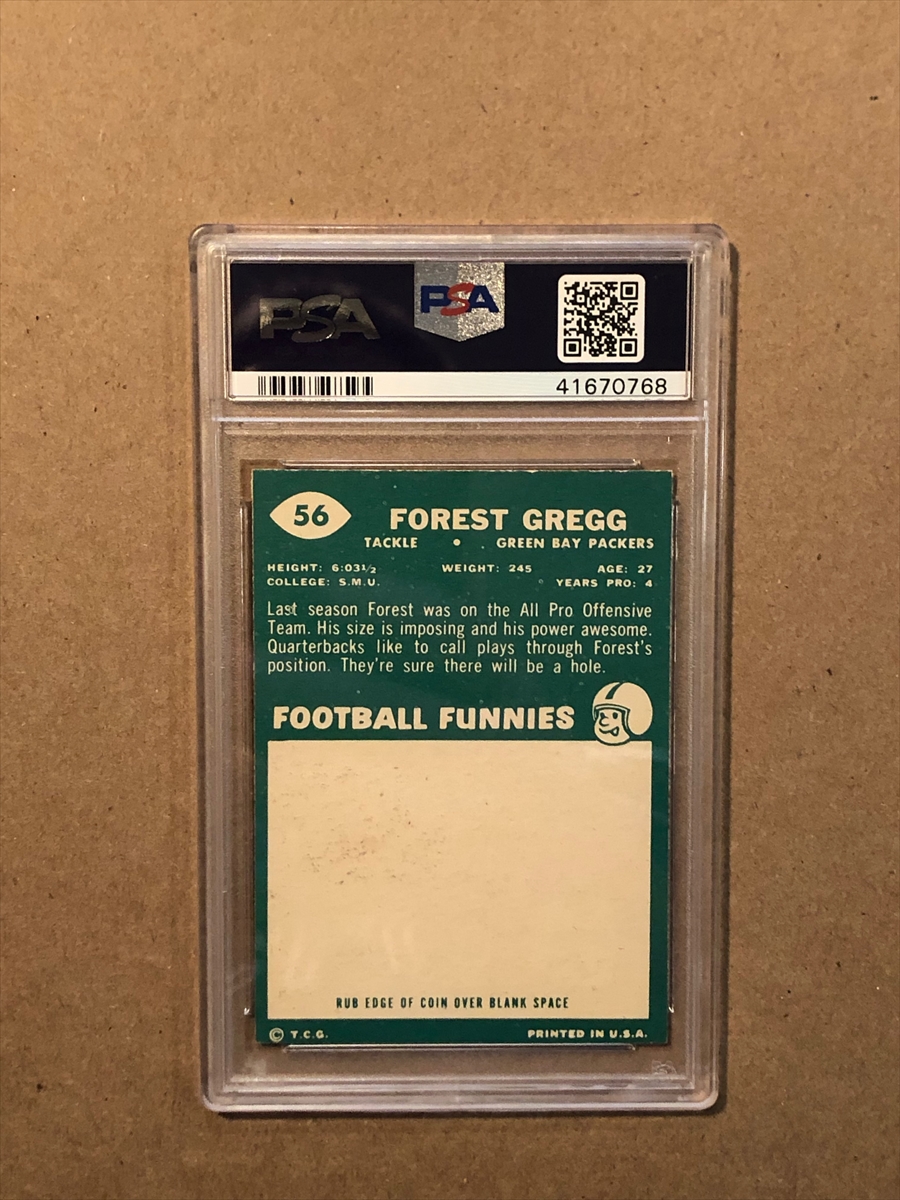 PSA PSA
41670768
56 FOREST GREGG
TACKLE • GREEN BAY PACKERS
HEIGHT: 6:03½ WEIGHT: 245 AGE: 27
COLLEGE: S.M.U. YEARS PRO: 4
Last season Forest was on the All Pro Offensive
Team. His size is imposing and his power awesome.
Quarterbacks like to call plays through Forest's
position. They're sure there will be a hole.
FOOTBALL FUNNIES
RUB EDGE OF COIN OVER BLANK SPACE
© T.C.G. PRINTED IN U.S.A.